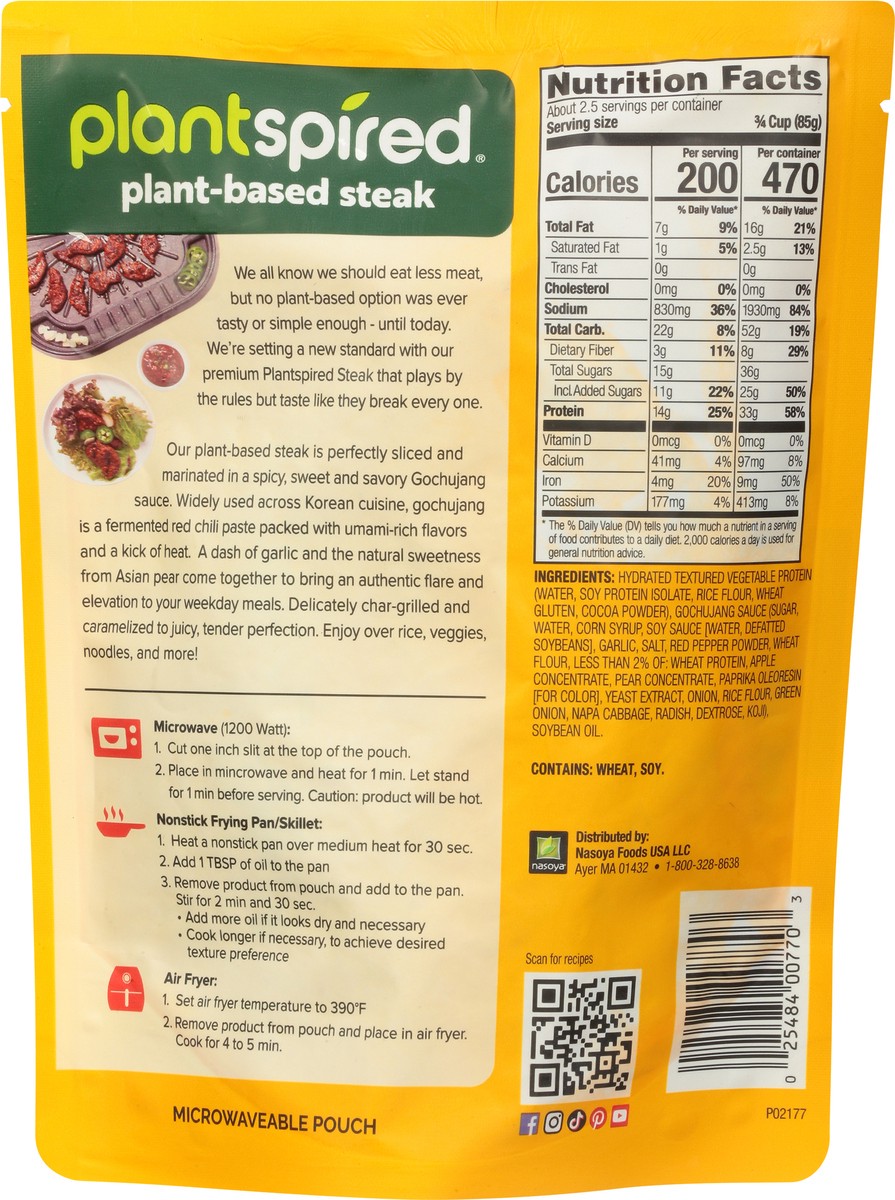 plantspired®
plant-based steak
We all know we should eat less meat,
but no plant-based option was ever
tasty or simple enough - until today.
We're setting a new standard with our
premium Plantspired Steak that plays by
the rules but taste like they break every one.
Our plant-based steak is perfectly sliced and
marinated in a spicy, sweet and savory Gochujang
sauce. Widely used across Korean cuisine, gochujang
is a fermented red chili paste packed with umami-rich flavors
and a kick of heat. A dash of garlic and the natural sweetness
from Asian pear come together to bring an authentic flare and
elevation to your weekday meals. Delicately char-grilled and
caramelized to juicy, tender perfection. Enjoy over rice, veggies,
noodles, and more!
Microwave (1200 Watt):
1. Cut one inch slit at the top of the pouch.
2. Place in mincrowave and heat for 1 min. Let stand
for 1 min before serving. Caution: product will be hot.
Nonstick Frying Pan/Skillet:
1. Heat a nonstick pan over medium heat for 30 sec.
2. Add 1 TBSP of oil to the pan
3. Remove product from pouch and add to the pan.
Stir for 2 min and 30 sec.
• Add more oil if it looks dry and necessary
• Cook longer if necessary, to achieve desired
texture preference
Air Fryer:
1. Set air fryer temperature to 390°F
2. Remove product from pouch and place in air fryer.
Cook for 4 to 5 min.
MICROWAVEABLE POUCH
Nutrition Facts
About 2.5 servings per container
Serving size ¾ Cup (85g)
Per serving Per container
Calories 200 470
% Daily Value* % Daily Value*
Total Fat 7g 9% 16g 21%
Saturated Fat 1g 5% 2.5g 13%
Trans Fat 0g 0g
Cholesterol 0mg 0% 0mg 0%
Sodium 830mg 36% 1930mg 84%
Total Carb. 22g 8% 52g 19%
Dietary Fiber 3g 11% 8g 29%
Total Sugars 15g 36g
Incl.Added Sugars 11g 22% 25g 50%
Protein 14g 25% 33g 58%
Vitamin D 0mcg 0% 0mcg 0%
Calcium 41mg 4% 97mg 8%
Iron 4mg 20% 9mg 50%
Potassium 177mg 4% 413mg 8%
* The % Daily Value (DV) tells you how much a nutrient in a serving
of food contributes to a daily diet. 2,000 calories a day is used for
general nutrition advice.
INGREDIENTS: HYDRATED TEXTURED VEGETABLE PROTEIN
(WATER, SOY PROTEIN ISOLATE, RICE FLOUR, WHEAT
GLUTEN, COCOA POWDER), GOCHUJANG SAUCE (SUGAR,
WATER, CORN SYRUP, SOY SAUCE [WATER, DEFATTED
SOYBEANS], GARLIC, SALT, RED PEPPER POWDER, WHEAT
FLOUR, LESS THAN 2% OF: WHEAT PROTEIN, APPLE
CONCENTRATE, PEAR CONCENTRATE, PAPRIKA OLEORESIN
[FOR COLOR], YEAST EXTRACT, ONION, RICE FLOUR, GREEN
ONION, NAPA CABBAGE, RADISH, DEXTROSE, KOJI),
SOYBEAN OIL.
CONTAINS: WHEAT, SOY.
nasoya
Distributed by:
Nasoya Foods USA LLC
Ayer MA 01432 • 1-800-328-8638
Scan for recipes
0 25484 00770 3
P02177